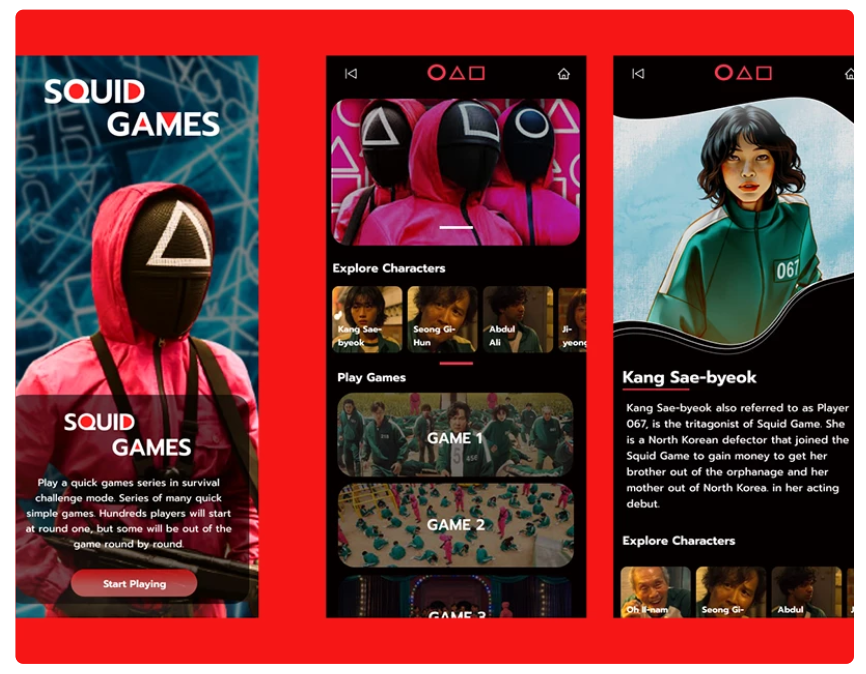 SQUID
GAMES
SQUID
GAMES
Play a quick games series in survival
challenge mode. Series of many quick
simple games. Hundreds players will start
at round one, but some will be out of the
game round by round.
Start Playing
Explore Characters
Kang Sae-
byeok
Seong Gi-
Hun
Abdul
Ali
Ji-
yeong
Play Games
GAME 1
GAME 2
GAME 3
067
Kang Sae-byeok
Kang Sae-byeok also referred to as Player
067, is the tritagonist of Squid Game. She
is a North Korean defector that joined the
Squid Game to gain money to get her
brother out of the orphanage and her
mother out of North Korea. in her acting
debut.
Explore Characters
Oh Il-nam
Seong Gi-
Abdul